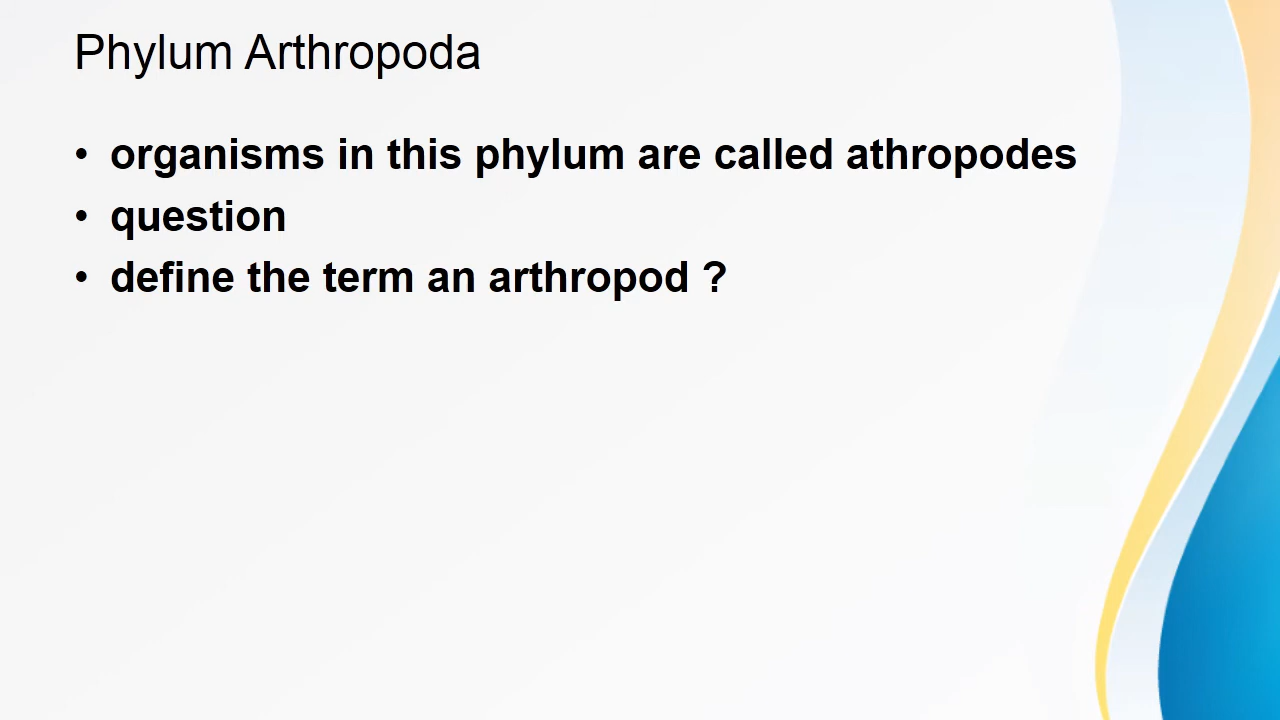 Phylum Arthropoda
• organisms in this phylum are called athropodes
• question
• define the term an arthropod ?